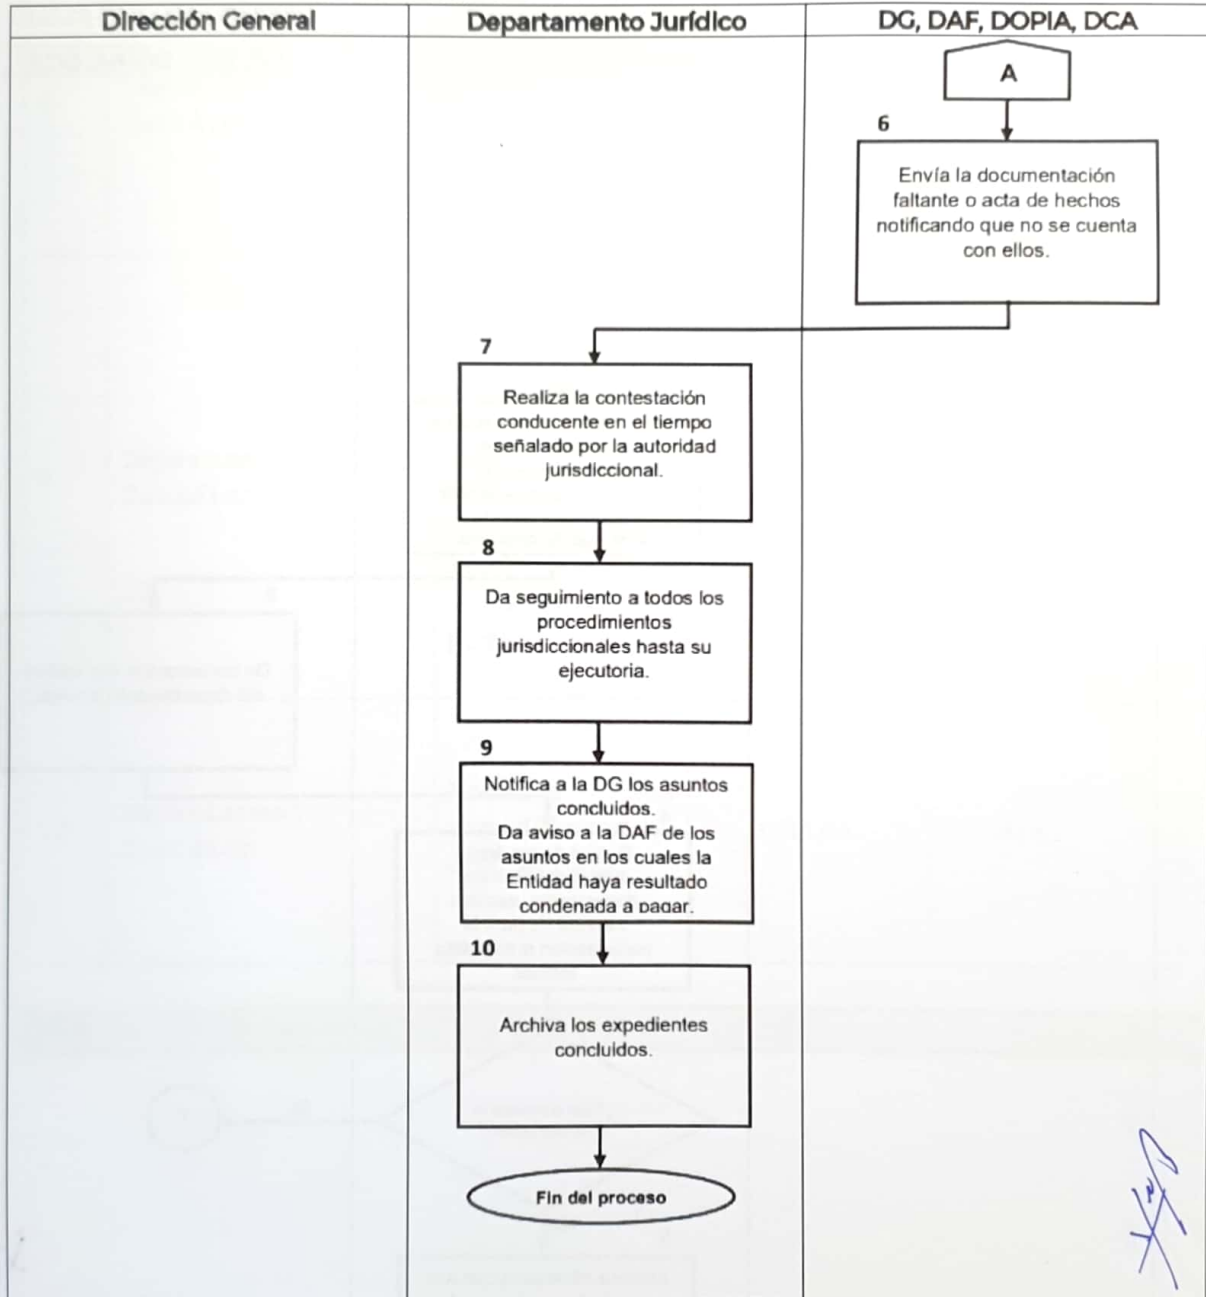 Dirección General
Departamento Jurídico
DG, DAF, DOPIA, DCA
A
6
Envía la documentación
faltante o acta de hechos
notificando que no se cuenta
con ellos.
7
Realiza la contestación
conducente en el tiempo
señalado por la autoridad
jurisdiccional.
8
Da seguimiento a todos los
procedimientos
jurisdiccionales hasta su
ejecutoria.
9
Notifica a la DG los asuntos
concluidos.
Da aviso a la DAF de los
asuntos en los cuales la
Entidad haya resultado
condenada a pagar.
10
Archiva los expedientes
concluidos.
Fin del proceso